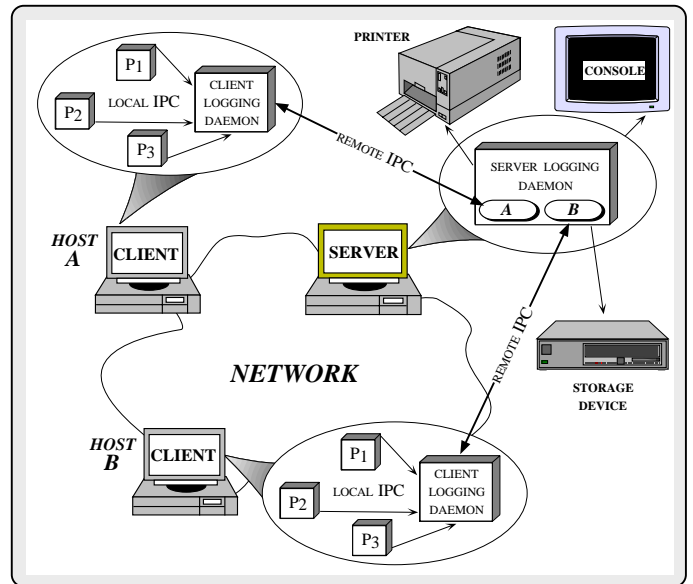 PRINTER
CONSOLE
P1
P2
P3
LOCAL IPC
CLIENT
LOGGING
DAEMON
REMOTE IPC
SERVER LOGGING
DAEMON
A
B
HOST
A
CLIENT
SERVER
REMOTE IPC
STORAGE
DEVICE
NETWORK
HOST
B
CLIENT
P1
P2
P3
LOCAL IPC
CLIENT
LOGGING
DAEMON